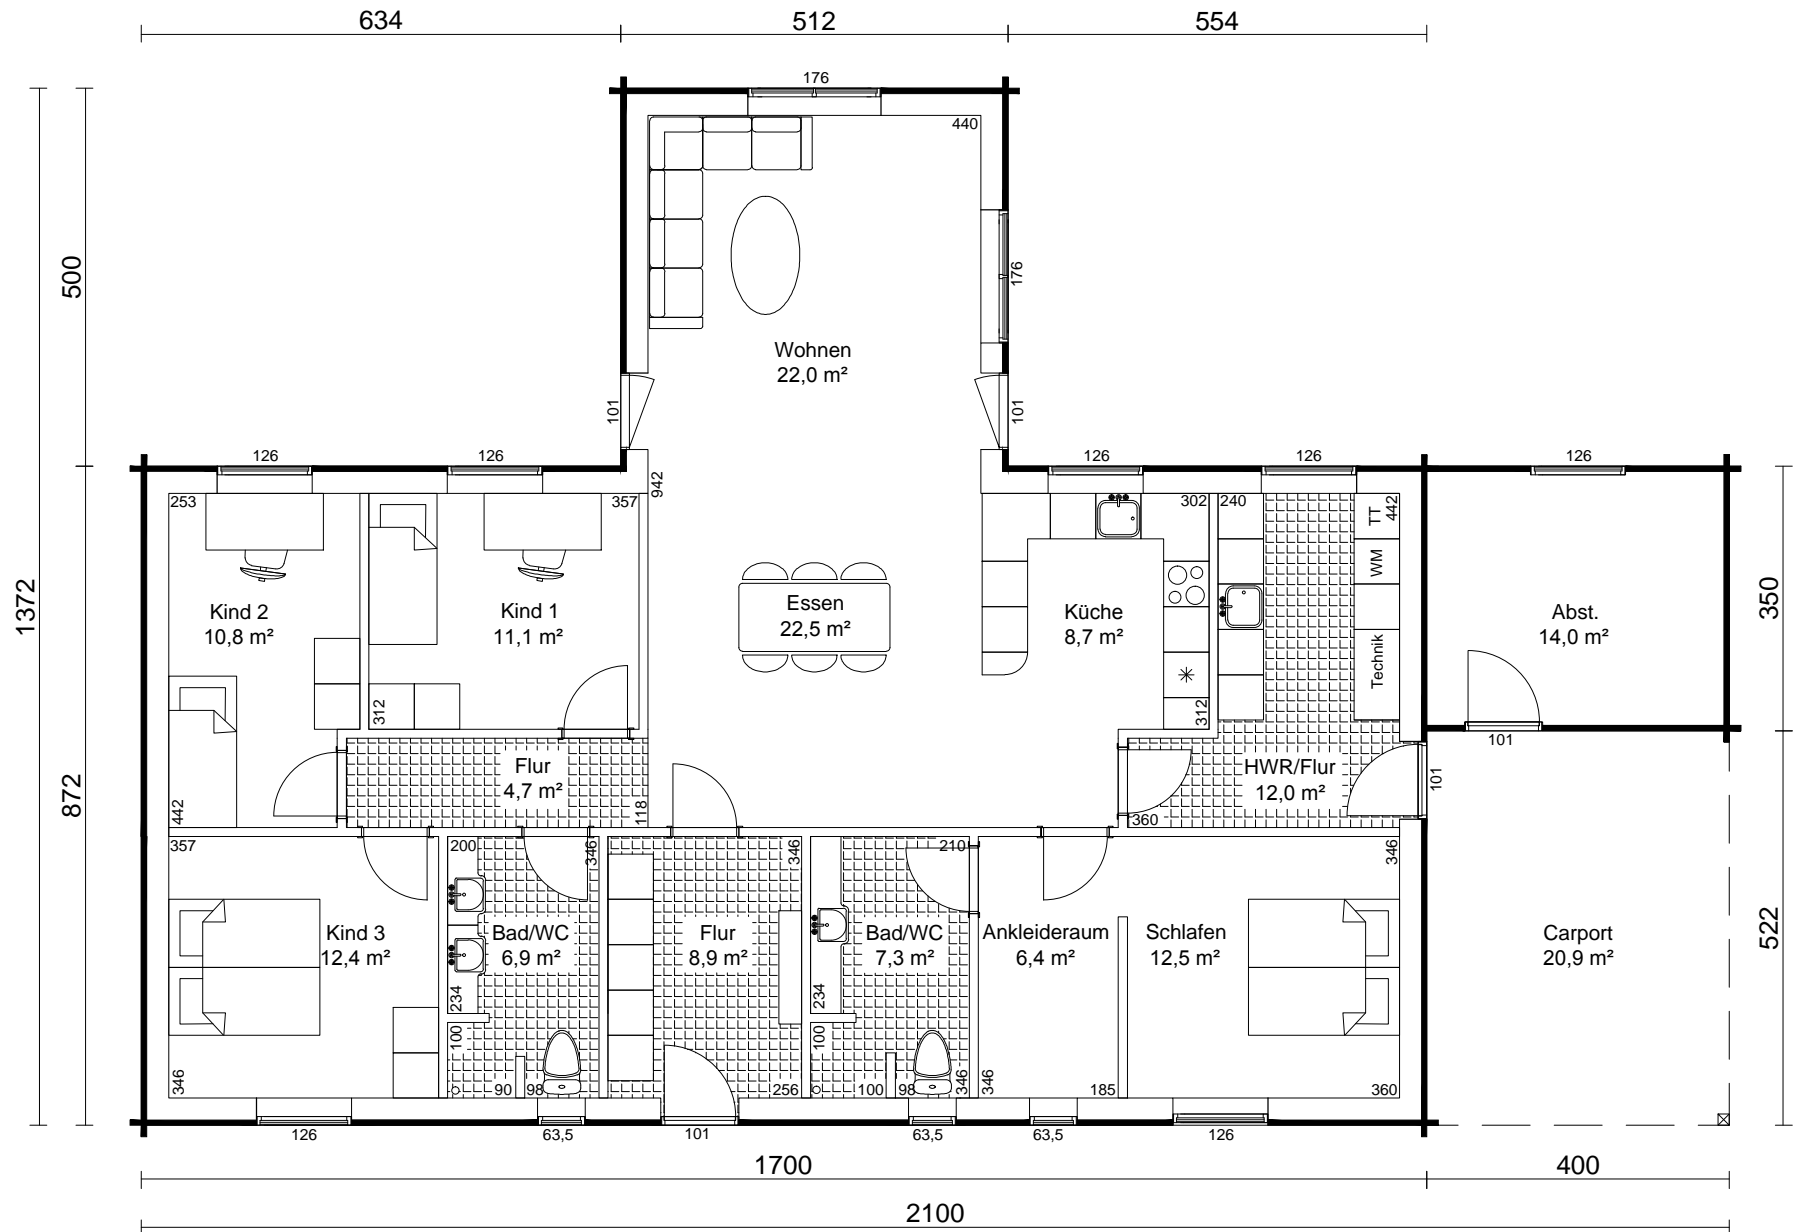 634
512
554
176
440
500
176
Wohnen
22,0 m²
101
101
126
126
126
126
126
942
253
357
302
240
442
TT
WM
1372
Kind 2
10,8 m²
Kind 1
11,1 m²
Essen
22,5 m²
Küche
8,7 m²
Technik
Abst.
14,0 m²
350
312
312
101
872
Flur
4,7 m²
HWR/Flur
12,0 m²
101
442
118
360
357
200
346
346
210
346
Kind 3
12,4 m²
Bad/WC
6,9 m²
Flur
8,9 m²
Bad/WC
7,3 m²
Ankleideraum
6,4 m²
Schlafen
12,5 m²
Carport
20,9 m²
522
234
234
100
100
346
90
98
256
100
98
346
346
185
360
126
63,5
101
63,5
63,5
126
1700
400
2100